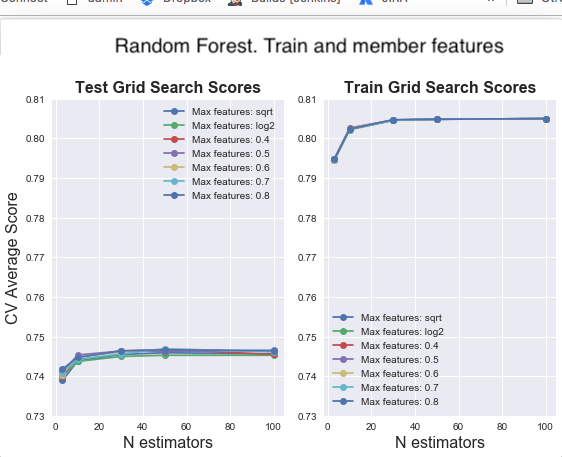 admin
Dropbox
Builds [Jenkins]
JIRA
Random Forest. Train and member features
Test Grid Search Scores
Train Grid Search Scores
CV Average Score
0.81
0.80
0.79
0.78
0.77
0.76
0.75
0.74
0.73
Max features: sqrt
Max features: log2
Max features: 0.4
Max features: 0.5
Max features: 0.6
Max features: 0.7
Max features: 0.8
0
20
40
60
80
100
N estimators
0.81
0.80
0.79
0.78
0.77
0.76
0.75
0.74
0.73
Max features: sqrt
Max features: log2
Max features: 0.4
Max features: 0.5
Max features: 0.6
Max features: 0.7
Max features: 0.8
0
20
40
60
80
100
N estimators